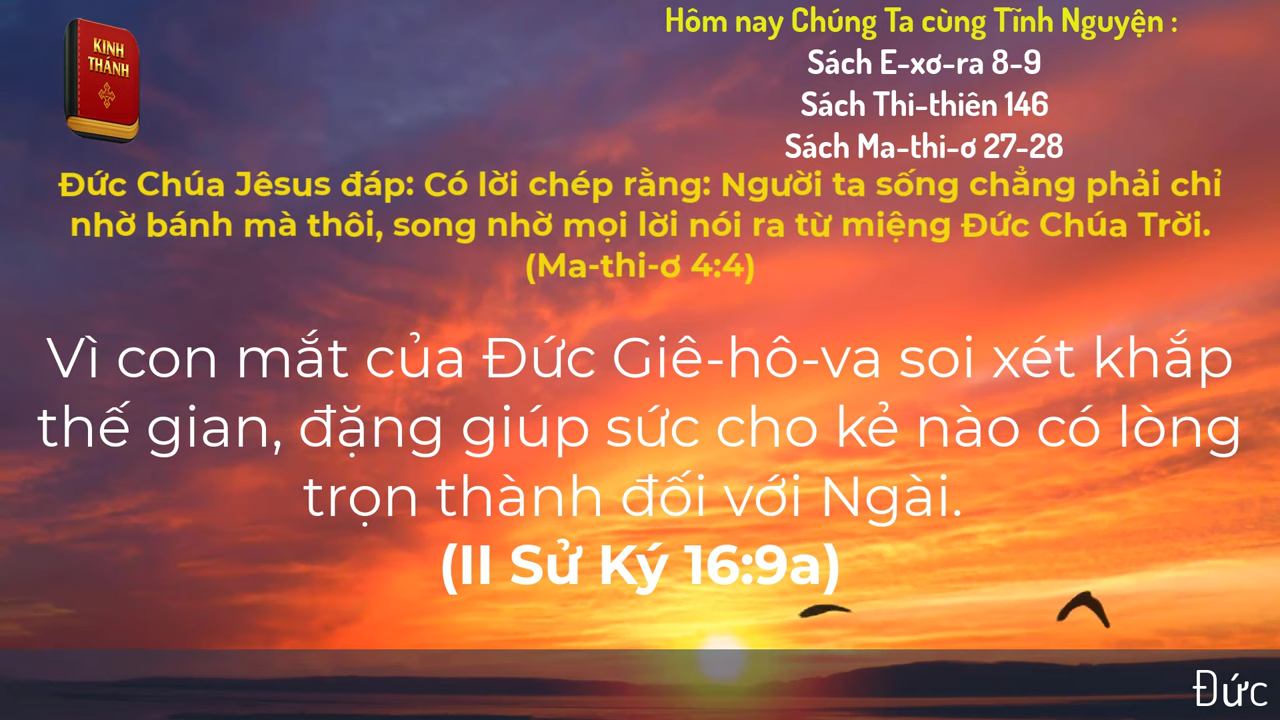 KINH
THÁNH
Hôm nay Chúng Ta cùng Tĩnh Nguyện :
Sách E-xơ-ra 8-9
Sách Thi-thiên 146
Sách Ma-thi-ơ 27-28
Đức Chúa Jêsus đáp: Có lời chép rằng: Người ta sống chẳng phải chỉ
nhờ bánh mà thôi, song nhờ mọi lời nói ra từ miệng Đức Chúa Trời.
(Ma-thi-ơ 4:4)
Vì con mắt của Đức Giê-hô-va soi xét khắp
thế gian, đặng giúp sức cho kẻ nào có lòng
trọn thành đối với Ngài.
(II Sử Ký 16:9a)
Đức